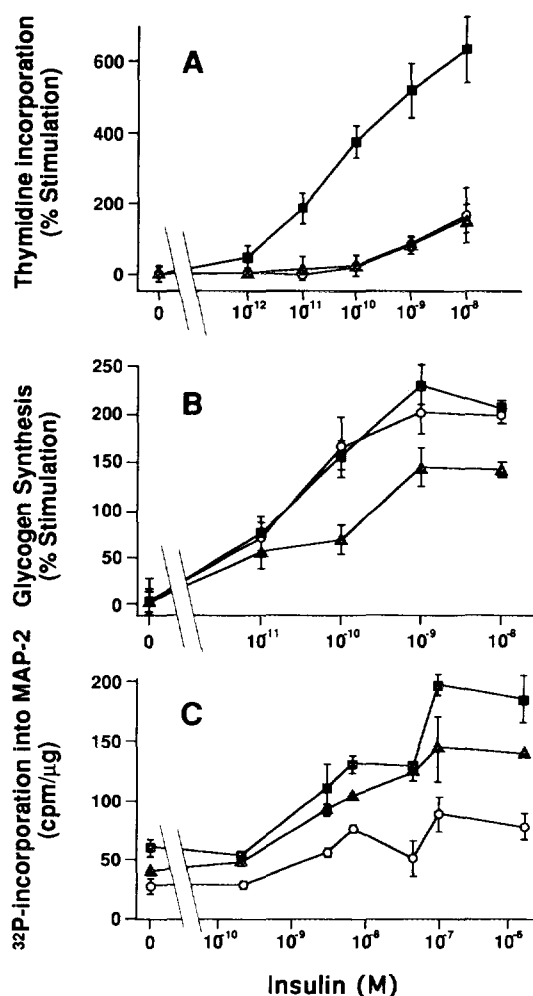 A
Thymidine incorporation
(% Stimulation)
600
400
200
0
0 10⁻¹² 10⁻¹¹ 10⁻¹⁰ 10⁻⁹ 10⁻⁸
B
Glycogen Synthesis
(% Stimulation)
250
200
150
100
50
0
0 10⁻¹¹ 10⁻¹⁰ 10⁻⁹ 10⁻⁸
C
³²P-incorporation into MAP-2
(cpm/µg)
200
150
100
50
0
0 10⁻¹⁰ 10⁻⁹ 10⁻⁸ 10⁻⁷ 10⁻⁶
Insulin (M)